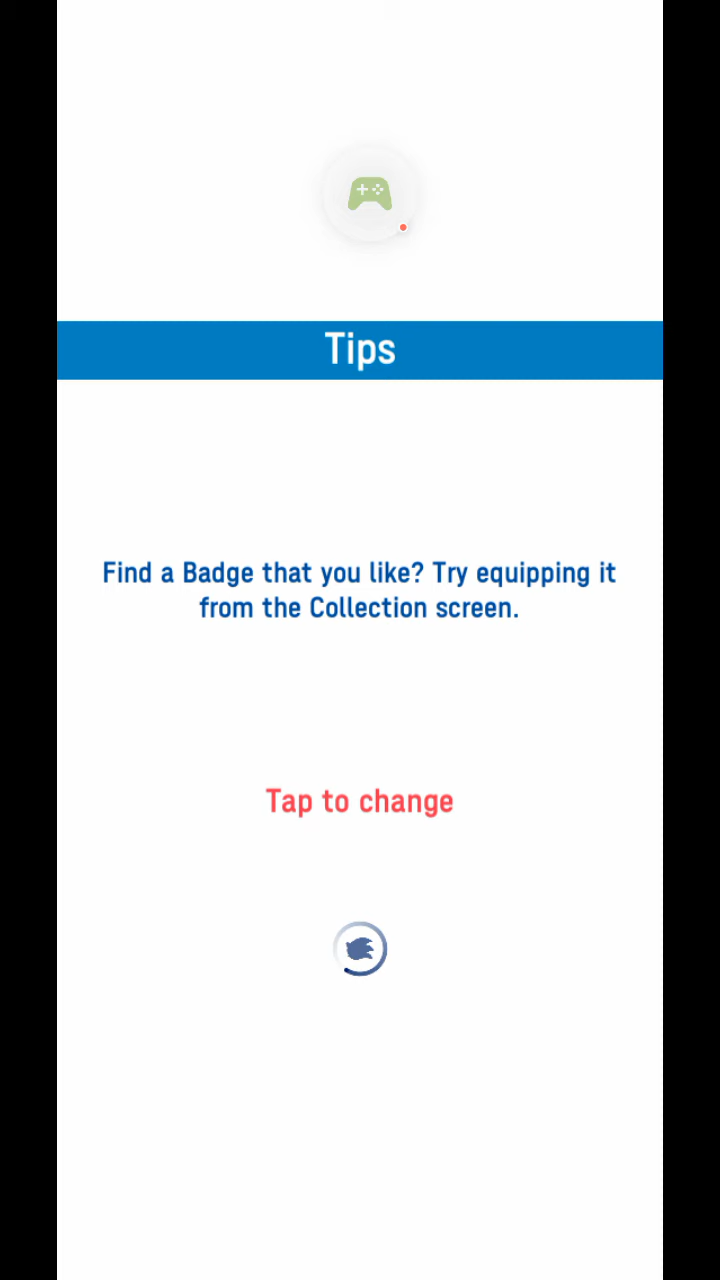 Tips
Find a Badge that you like? Try equipping it
from the Collection screen.
Tap to change